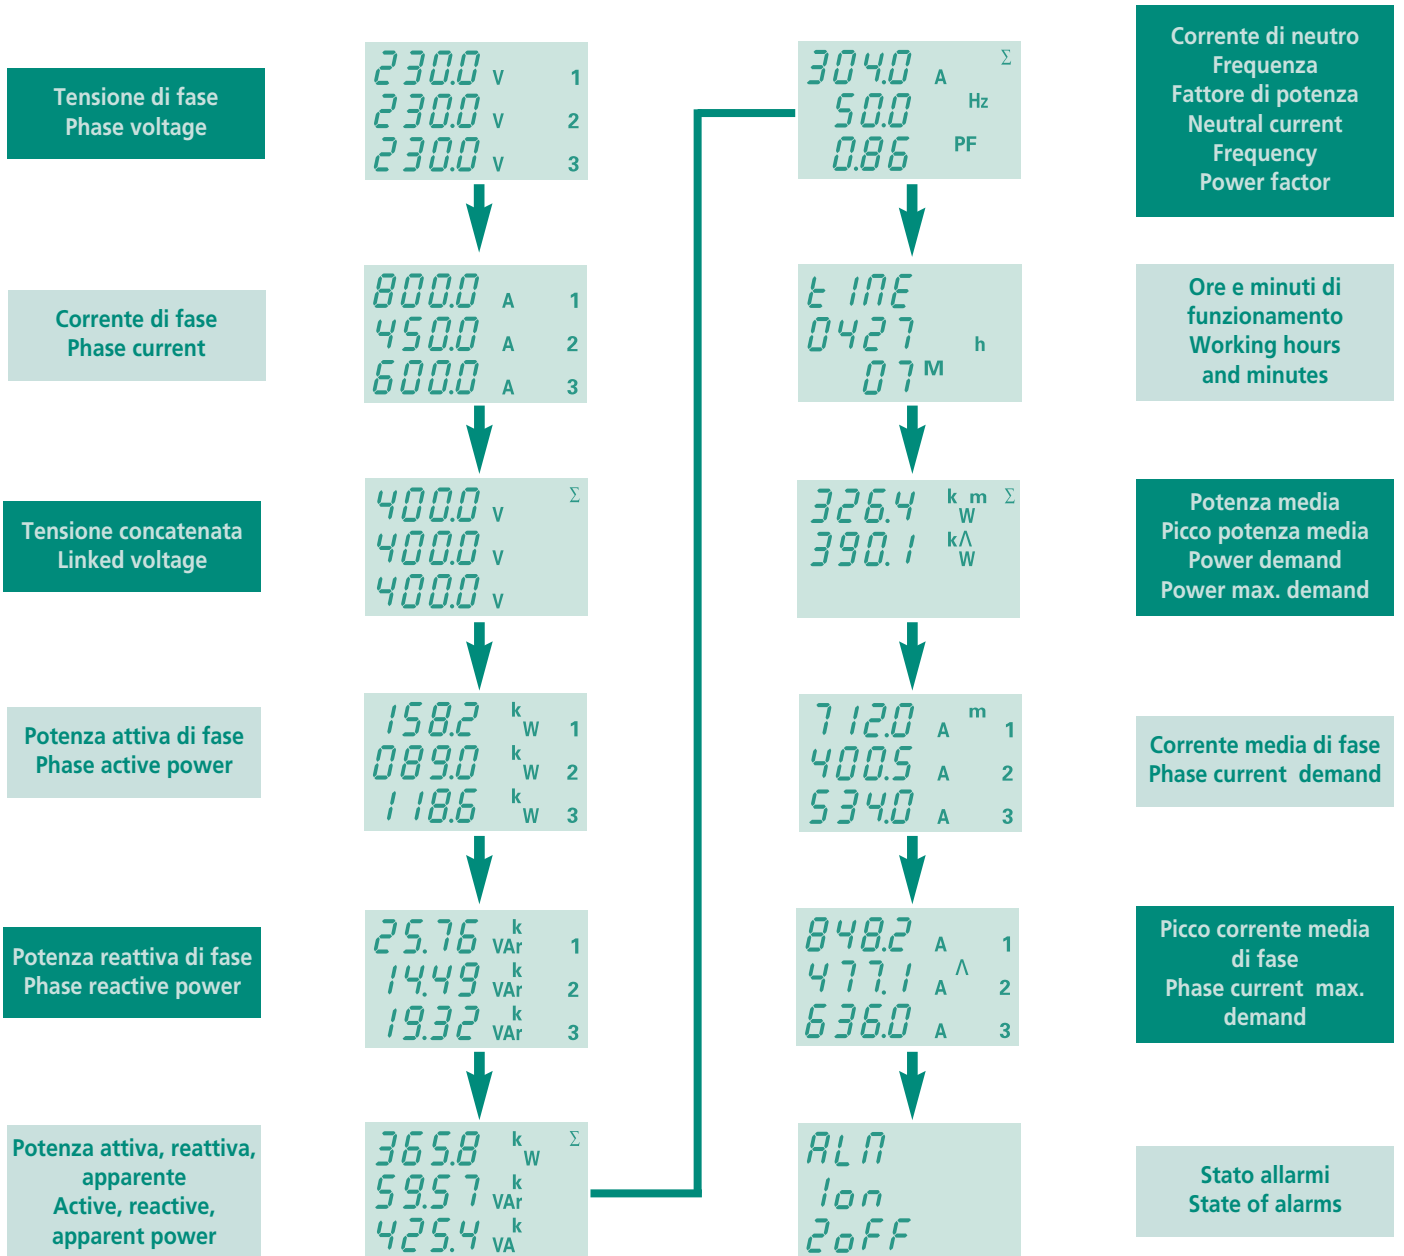 Tensione di fase
Phase voltage
230.0 V 1
230.0 V 2
230.0 V 3
Corrente di fase
Phase current
800.0 A 1
450.0 A 2
600.0 A 3
Tensione concatenata
Linked voltage
400.0 V Σ
400.0 V
400.0 V
Potenza attiva di fase
Phase active power
158.2 kW 1
089.0 kW 2
118.6 kW 3
Potenza reattiva di fase
Phase reactive power
25.76 kVAr 1
14.49 kVAr 2
19.32 kVAr 3
Potenza attiva, reattiva,
apparente
Active, reactive,
apparent power
365.8 kW Σ
59.57 kVAr
425.4 kVA
304.0 A Σ
50.0 Hz
0.86 PF
Corrente di neutro
Frequenza
Fattore di potenza
Neutral current
Frequency
Power factor
tIME
0427 h
07 M
Ore e minuti di
funzionamento
Working hours
and minutes
326.4 kW m Σ
390.1 kW Λ
Potenza media
Picco potenza media
Power demand
Power max. demand
712.0 A m 1
400.5 A 2
534.0 A 3
Corrente media di fase
Phase current demand
848.2 A 1
477.1 A Λ 2
636.0 A 3
Picco corrente media
di fase
Phase current max.
demand
ALM
1on
2oFF
Stato allarmi
State of alarms